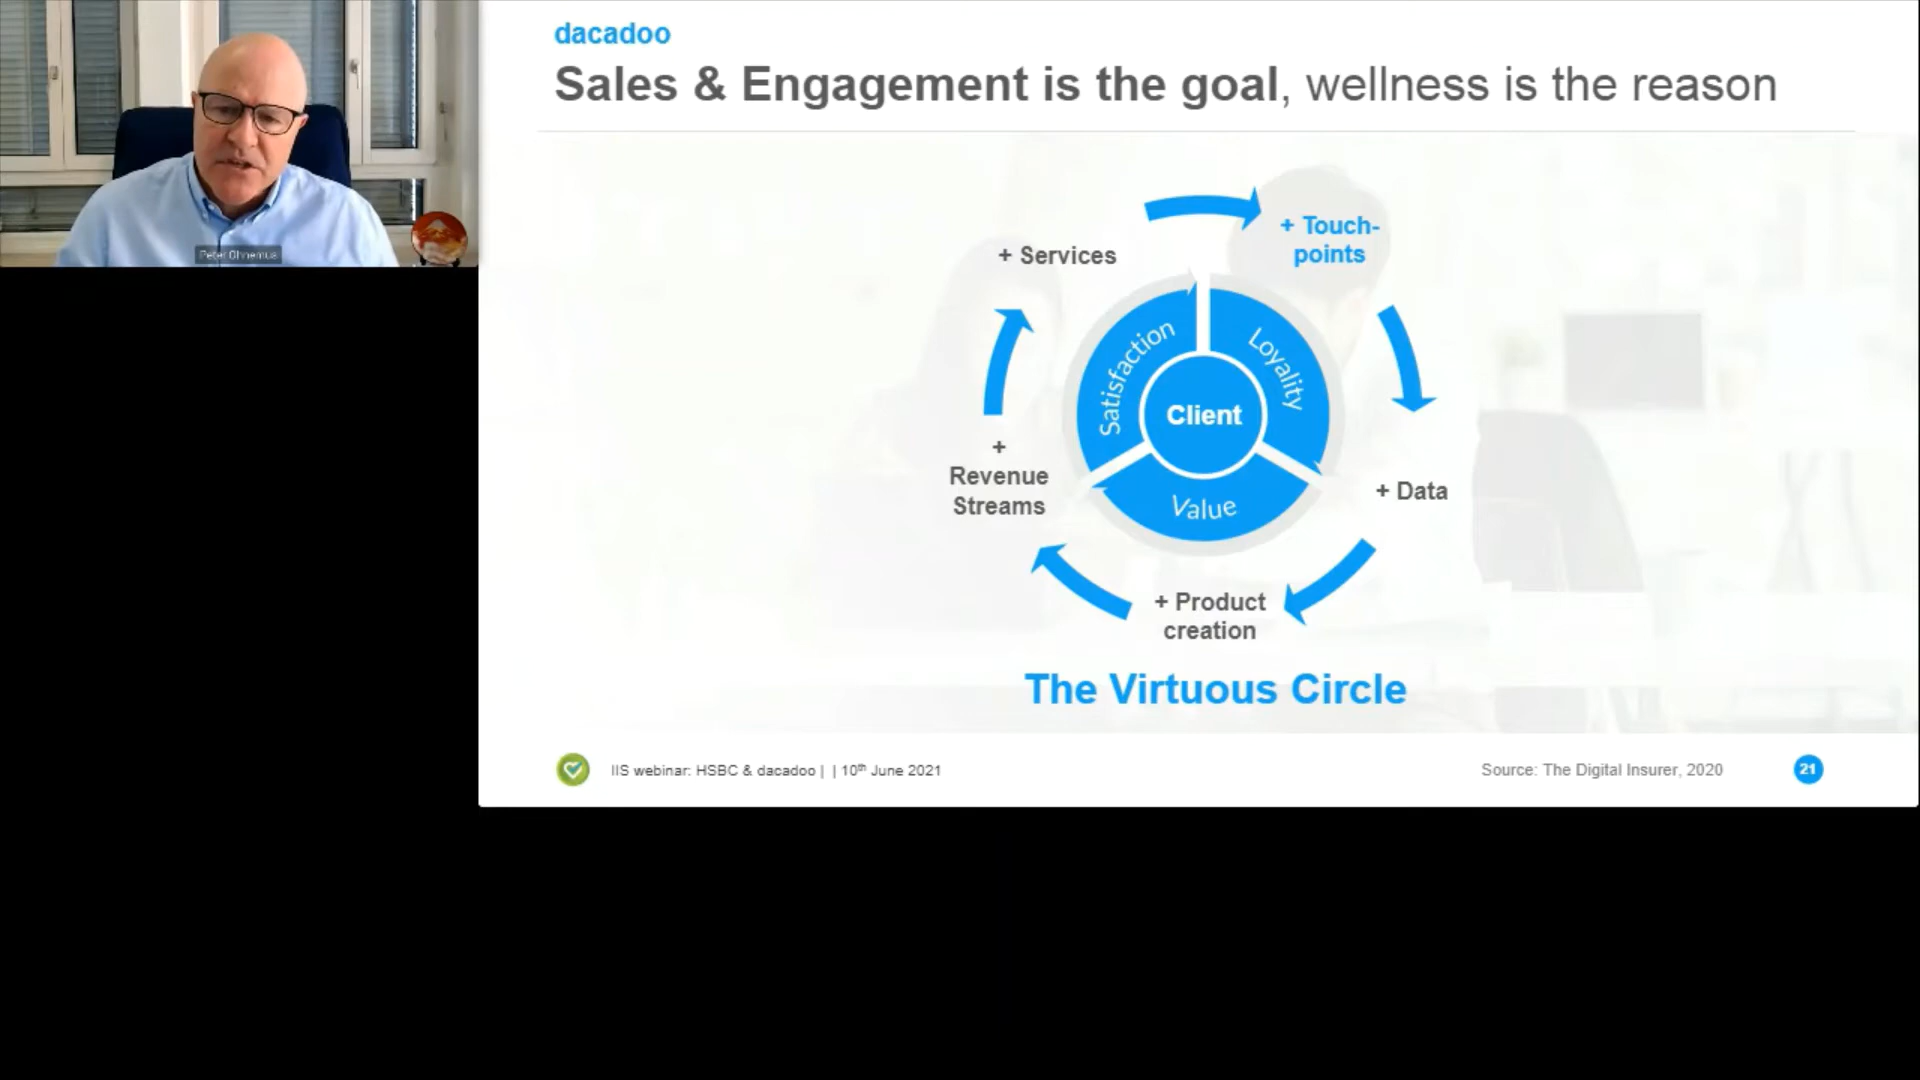 dacadoo
Sales & Engagement is the goal, wellness is the reason
+ Touch-
points
+ Services
Satisfaction
Loyality
Client
Value
+
Revenue
Streams
+ Data
+ Product
creation
The Virtuous Circle
IIS webinar: HSBC & dacadoo | | 10th June 2021
Source: The Digital Insurer, 2020
21
Peter Ohnemus